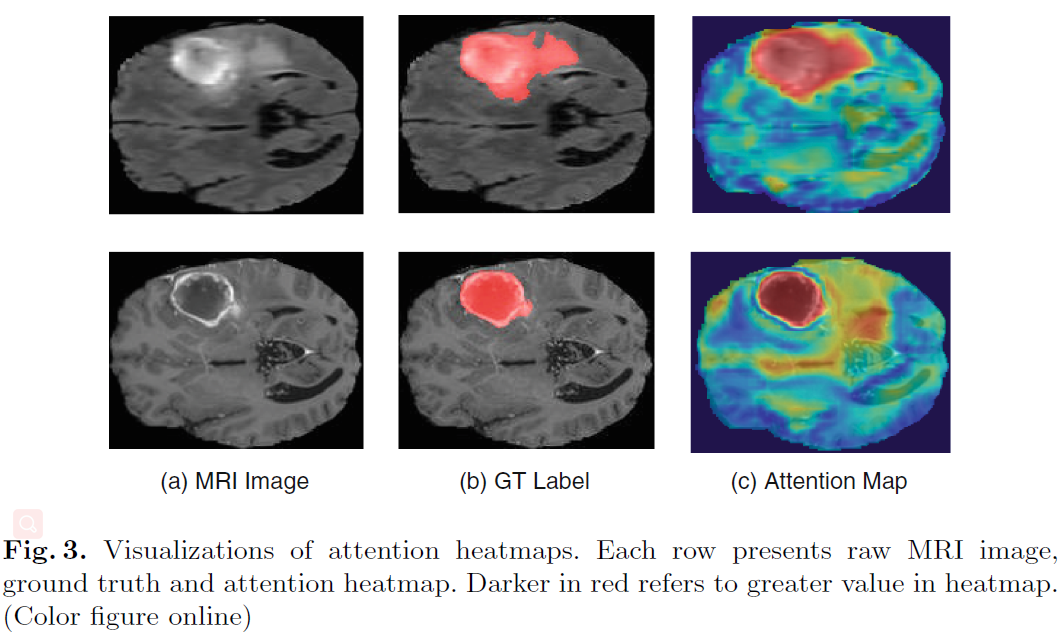 (a) MRI Image
(b) GT Label
(c) Attention Map
Fig. 3. Visualizations of attention heatmaps. Each row presents raw MRI image,
ground truth and attention heatmap. Darker in red refers to greater value in heatmap.
(Color figure online)